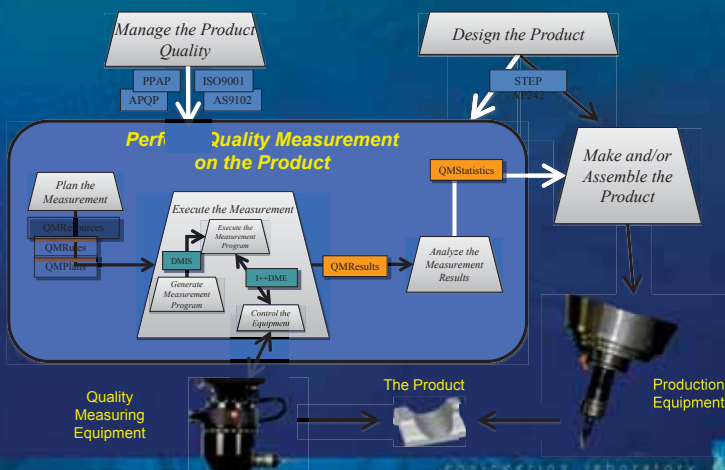 Manage the Product
Quality
PPAP
ISO9001
APQP
AS9102
Design the Product
STEP
AP242
Quality Measurement
on the Product
Plan the
Measurement
QMResources
QMRules
QMPlans
Execute the Measurement
Execute the
Measurement
Program
DMIS
I++DME
Generate
Measurement
Program
Control the
Equipment
QMResults
QMStatistics
Analyze the
Measurement
Results
Make and/or
Assemble the
Product
Quality
Measuring
Equipment
The Product
Production
Equipment